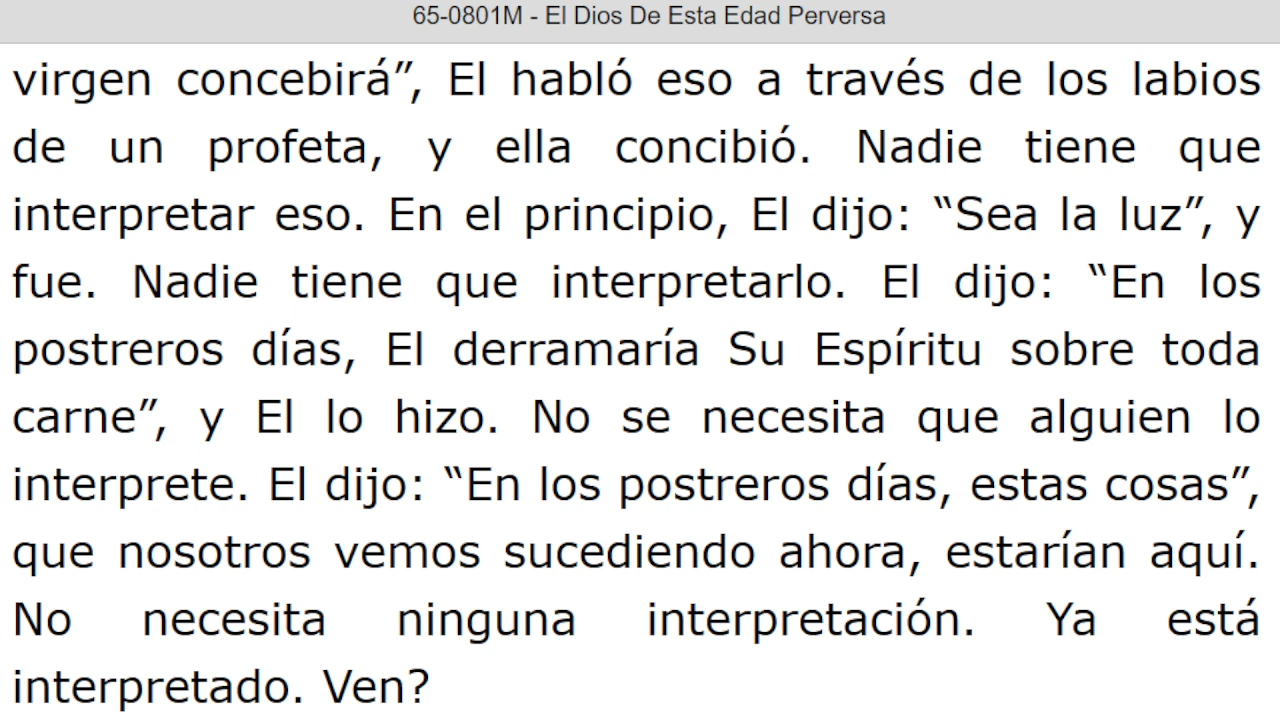 65-0801M - El Dios De Esta Edad Perversa
virgen concebirá”, El habló eso a través de los labios
de un profeta, y ella concibió. Nadie tiene que
interpretar eso. En el principio, El dijo: “Sea la luz”, y
fue. Nadie tiene que interpretarlo. El dijo: “En los
postreros días, El derramaría Su Espíritu sobre toda
carne”, y El lo hizo. No se necesita que alguien lo
interprete. El dijo: “En los postreros días, estas cosas”,
que nosotros vemos sucediendo ahora, estarían aquí.
No necesita ninguna interpretación. Ya está
interpretado. Ven?